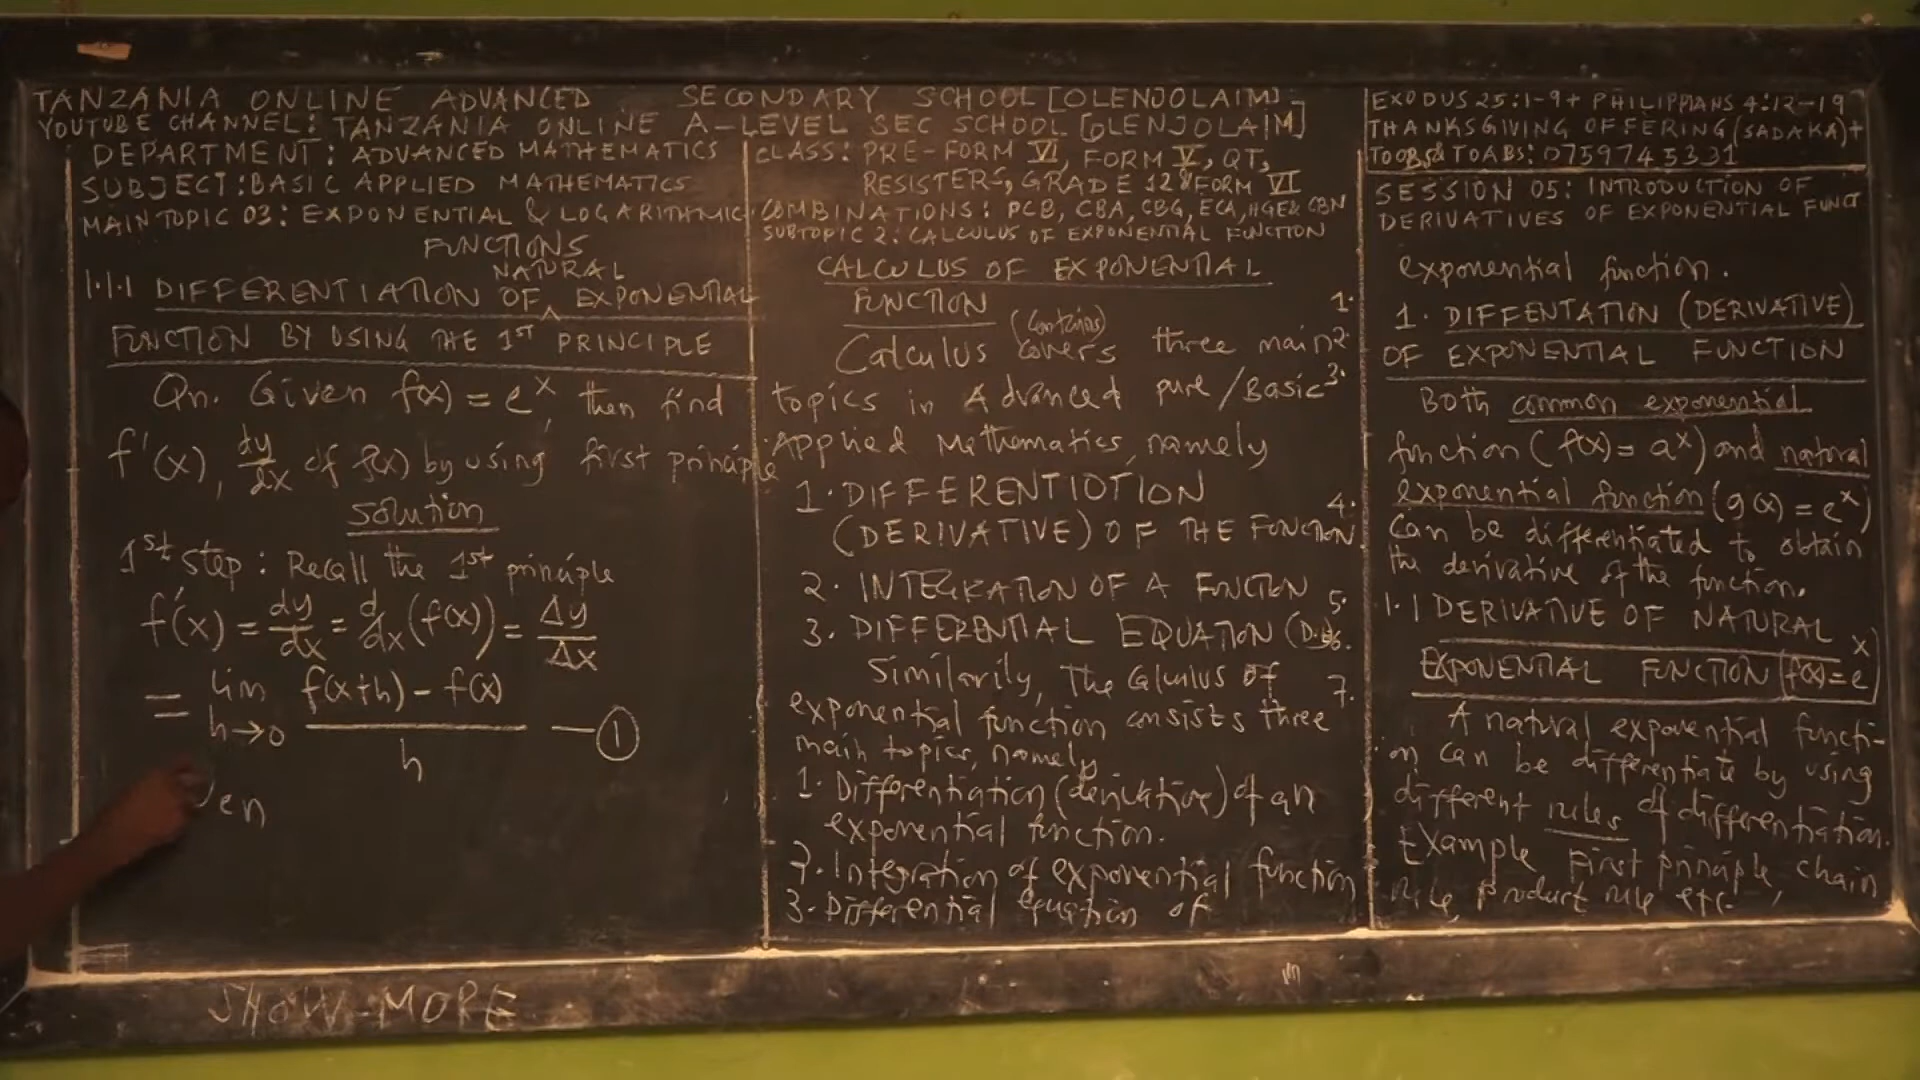 TANZANIA ONLINE ADVANCED SECONDARY SCHOOL [OLENJOLAIM]
YOUTUBE CHANNEL: TANZANIA ONLINE A-LEVEL SEC SCHOOL [OLENJOLAIM]
DEPARTMENT: ADVANCED MATHEMATICS
SUBJECT: BASIC APPLIED MATHEMATICS
MAIN TOPIC 03: EXPONENTIAL & LOGARITHMIC
FUNCTIONS
NATURAL
1.1.1 DIFFERENTIATION OF ^ EXPONENTIAL
FUNCTION BY USING THE 1st PRINCIPLE
Qn. Given f(x) = e^x, then find
f'(x), dy/dx of f(x) by using first principle
Solution
1st step: Recall the 1st principle
f'(x) = dy/dx = d/dx (f(x)) = Δy/Δx
= lim h→0 (f(x+h) - f(x))/h — ①
en
CLASS: PRE-FORM VI, FORM V, QT,
RESISTERS, GRADE 12 & FORM VI
COMBINATIONS: PCB, CBA, CBG, ECA, HGE & CBN
SUBTOPIC 2: CALCULUS OF EXPONENTIAL FUNCTION
CALCULUS OF EXPONENTIAL
FUNCTION
1.
(contains)
Calculus covers three main
2.
topics in Advanced pure/Basic
3.
Applied Mathematics, namely
1. DIFFERENTIOTION
4.
(DERIVATIVE) OF THE FUNCTION
2. INTEGRATION OF A FUNCTION
5.
3. DIFFERENTIAL EQUATION (D.E)
6.
Similarily, The Calculus of
7.
exponential function consists three
main topics, namely
1. Differentiation (derivative) of an
exponential function.
2. Integration of exponential function
3. Differential equation of
EXODUS 25:1-9 + PHILIPPIANS 4:12-19
THANKSGIVING OFFERING (SADAKA) +
TOOBS & TOABS: 0759745331
SESSION 05: INTRODUCTION OF
DERIVATIVES OF EXPONENTIAL FUNCT
exponential function.
1. DIFFENTATION (DERIVATIVE)
OF EXPONENTIAL FUNCTION
Both common exponential
function (f(x) = a^x) and natural
exponential function (g(x) = e^x)
can be differentiated to obtain
the derivative of the function.
1.1 DERIVATIVE OF NATURAL
EXPONENTIAL FUNCTION (f(x) = e^x)
A natural exponential functi-
on can be differentiate by using
different rules of differentiation.
Example First principle, chain
rule, product rule etc.
SHOW MORE